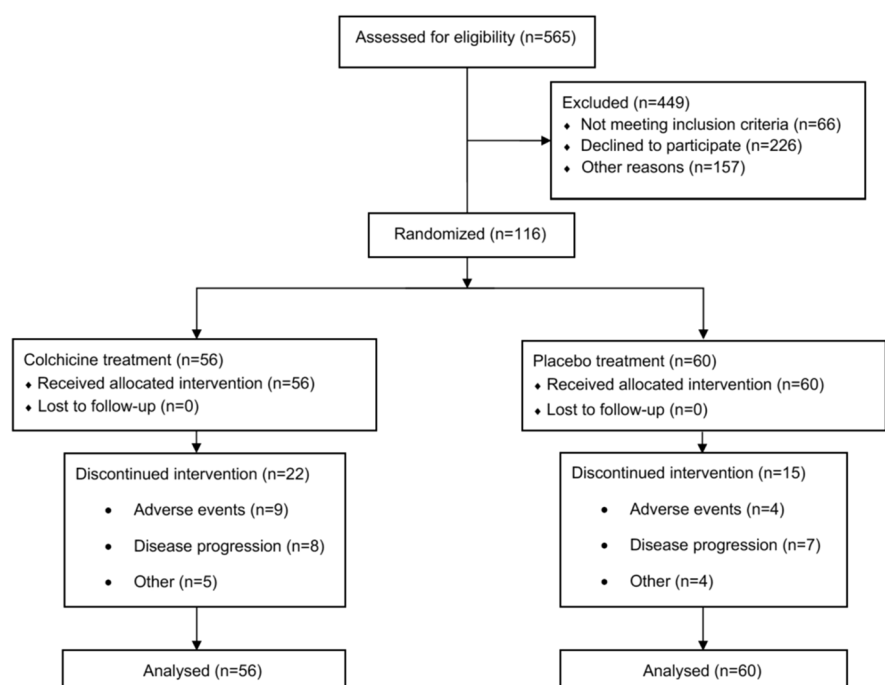 Assessed for eligibility (n=565)
Excluded (n=449)
⬧ Not meeting inclusion criteria (n=66)
⬧ Declined to participate (n=226)
⬧ Other reasons (n=157)
Randomized (n=116)
Colchicine treatment (n=56)
⬧ Received allocated intervention (n=56)
⬧ Lost to follow-up (n=0)
Placebo treatment (n=60)
⬧ Received allocated intervention (n=60)
⬧ Lost to follow-up (n=0)
Discontinued intervention (n=22)
• Adverse events (n=9)
• Disease progression (n=8)
• Other (n=5)
Discontinued intervention (n=15)
• Adverse events (n=4)
• Disease progression (n=7)
• Other (n=4)
Analysed (n=56)
Analysed (n=60)